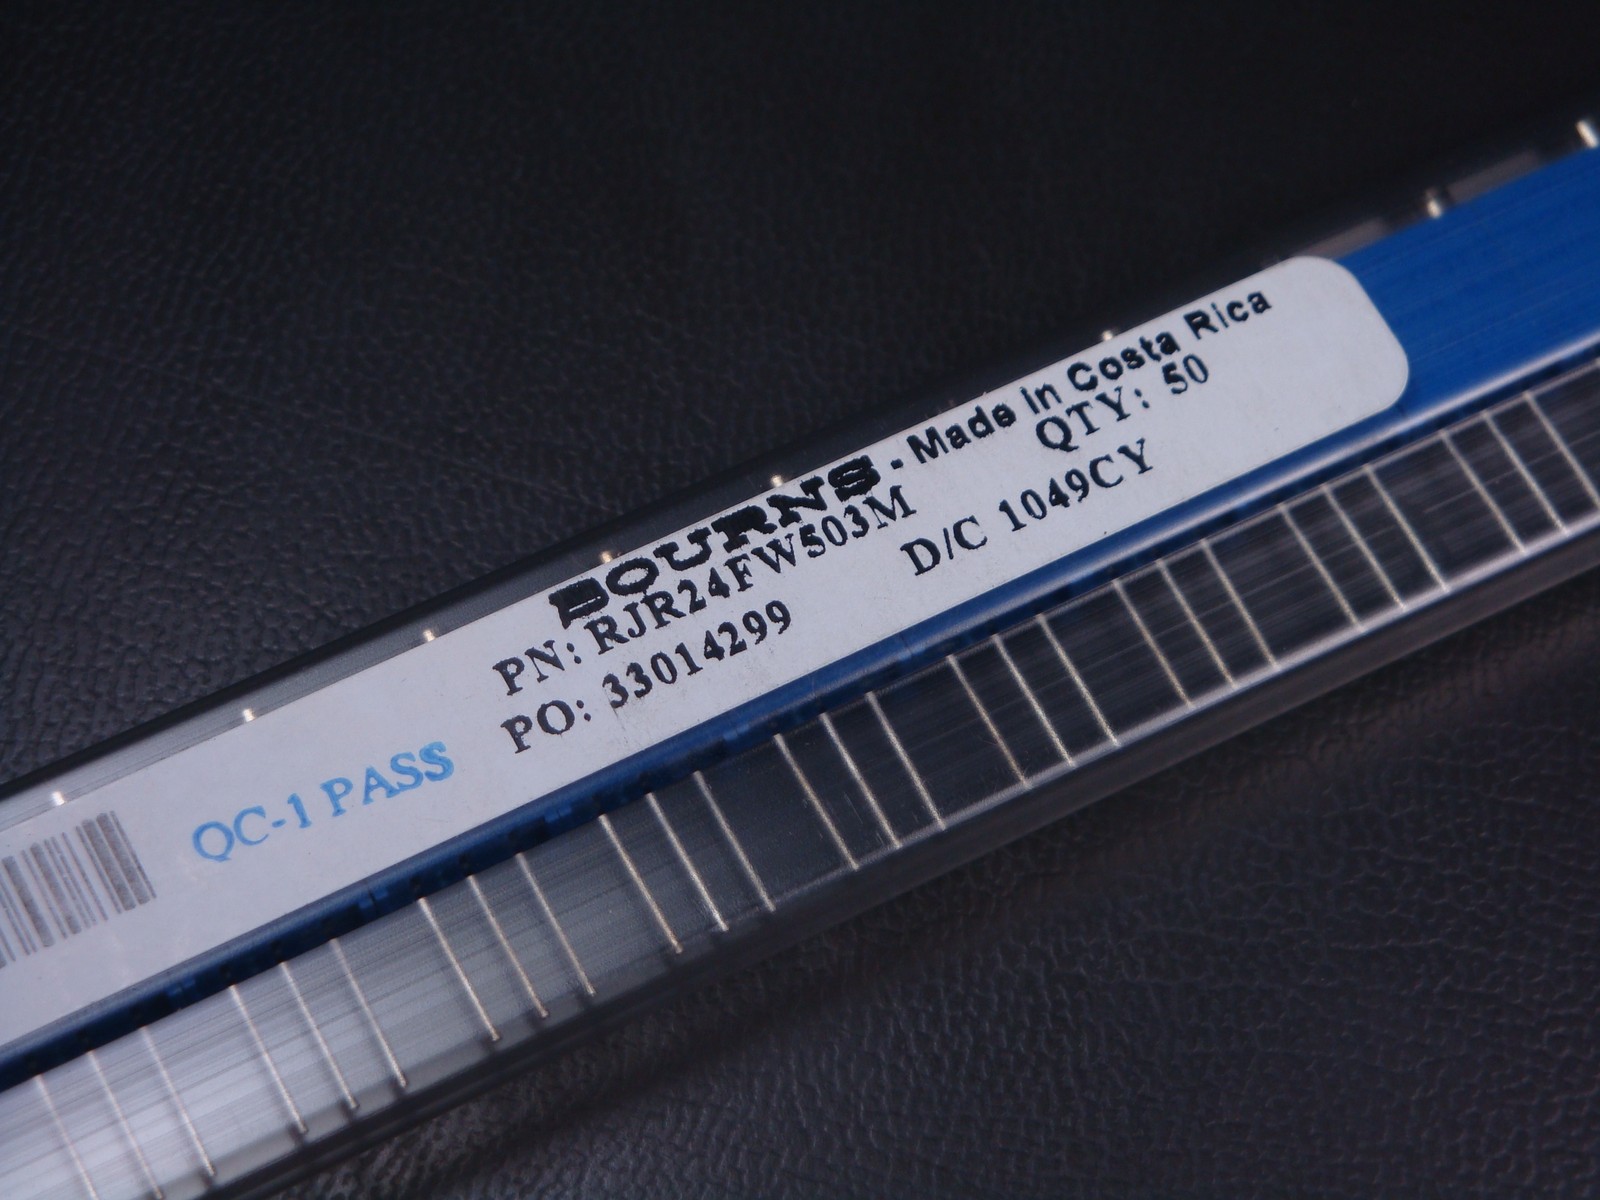 BOURNS - Made in Costa Rica
PN: RJR24FW503M QTY: 50
PO: 33014299 D/C 1049CY
QC-1 PASS